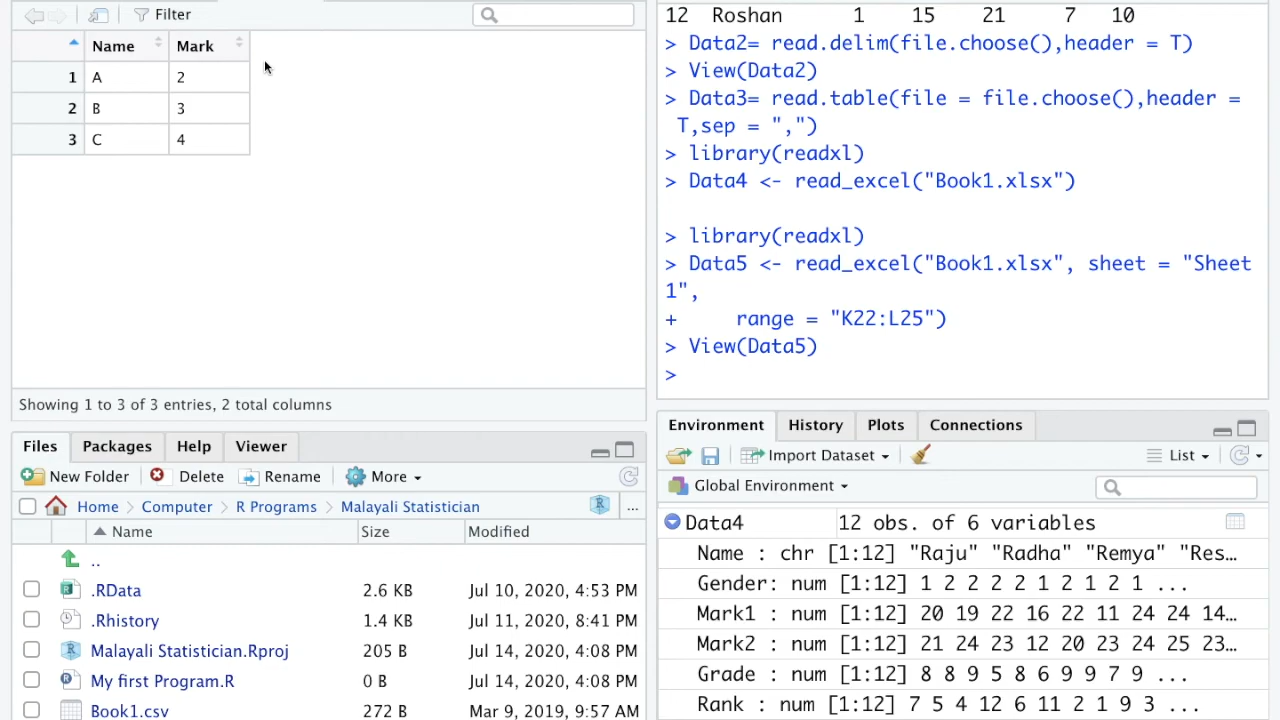 Filter
Name Mark
1 A 2
2 B 3
3 C 4
Showing 1 to 3 of 3 entries, 2 total columns
12 Roshan 1 15 21 7 10
> Data2= read.delim(file.choose(),header = T)
> View(Data2)
> Data3= read.table(file = file.choose(),header =
T,sep = ",")
> library(readxl)
> Data4 <- read_excel("Book1.xlsx")
> library(readxl)
> Data5 <- read_excel("Book1.xlsx", sheet = "Sheet
1",
+ range = "K22:L25")
> View(Data5)
>
Files Packages Help Viewer
New Folder Delete Rename More
Home Computer R Programs Malayali Statistician ...
Name Size Modified
..
.RData 2.6 KB Jul 10, 2020, 4:53 PM
.Rhistory 1.4 KB Jul 11, 2020, 8:41 PM
Malayali Statistician.Rproj 205 B Jul 14, 2020, 4:08 PM
My first Program.R 0 B Jul 14, 2020, 4:08 PM
Book1.csv 272 B Mar 9, 2019, 9:57 AM
Environment History Plots Connections
Import Dataset List
Global Environment
Data4 12 obs. of 6 variables
Name : chr [1:12] "Raju" "Radha" "Remya" "Res…
Gender: num [1:12] 1 2 2 2 2 1 2 1 2 1 ...
Mark1 : num [1:12] 20 19 22 16 22 11 24 24 14…
Mark2 : num [1:12] 21 24 23 12 20 23 24 25 23…
Grade : num [1:12] 8 8 9 5 8 6 9 9 7 9 ...
Rank : num [1:12] 7 5 4 12 6 11 2 1 9 3 ...